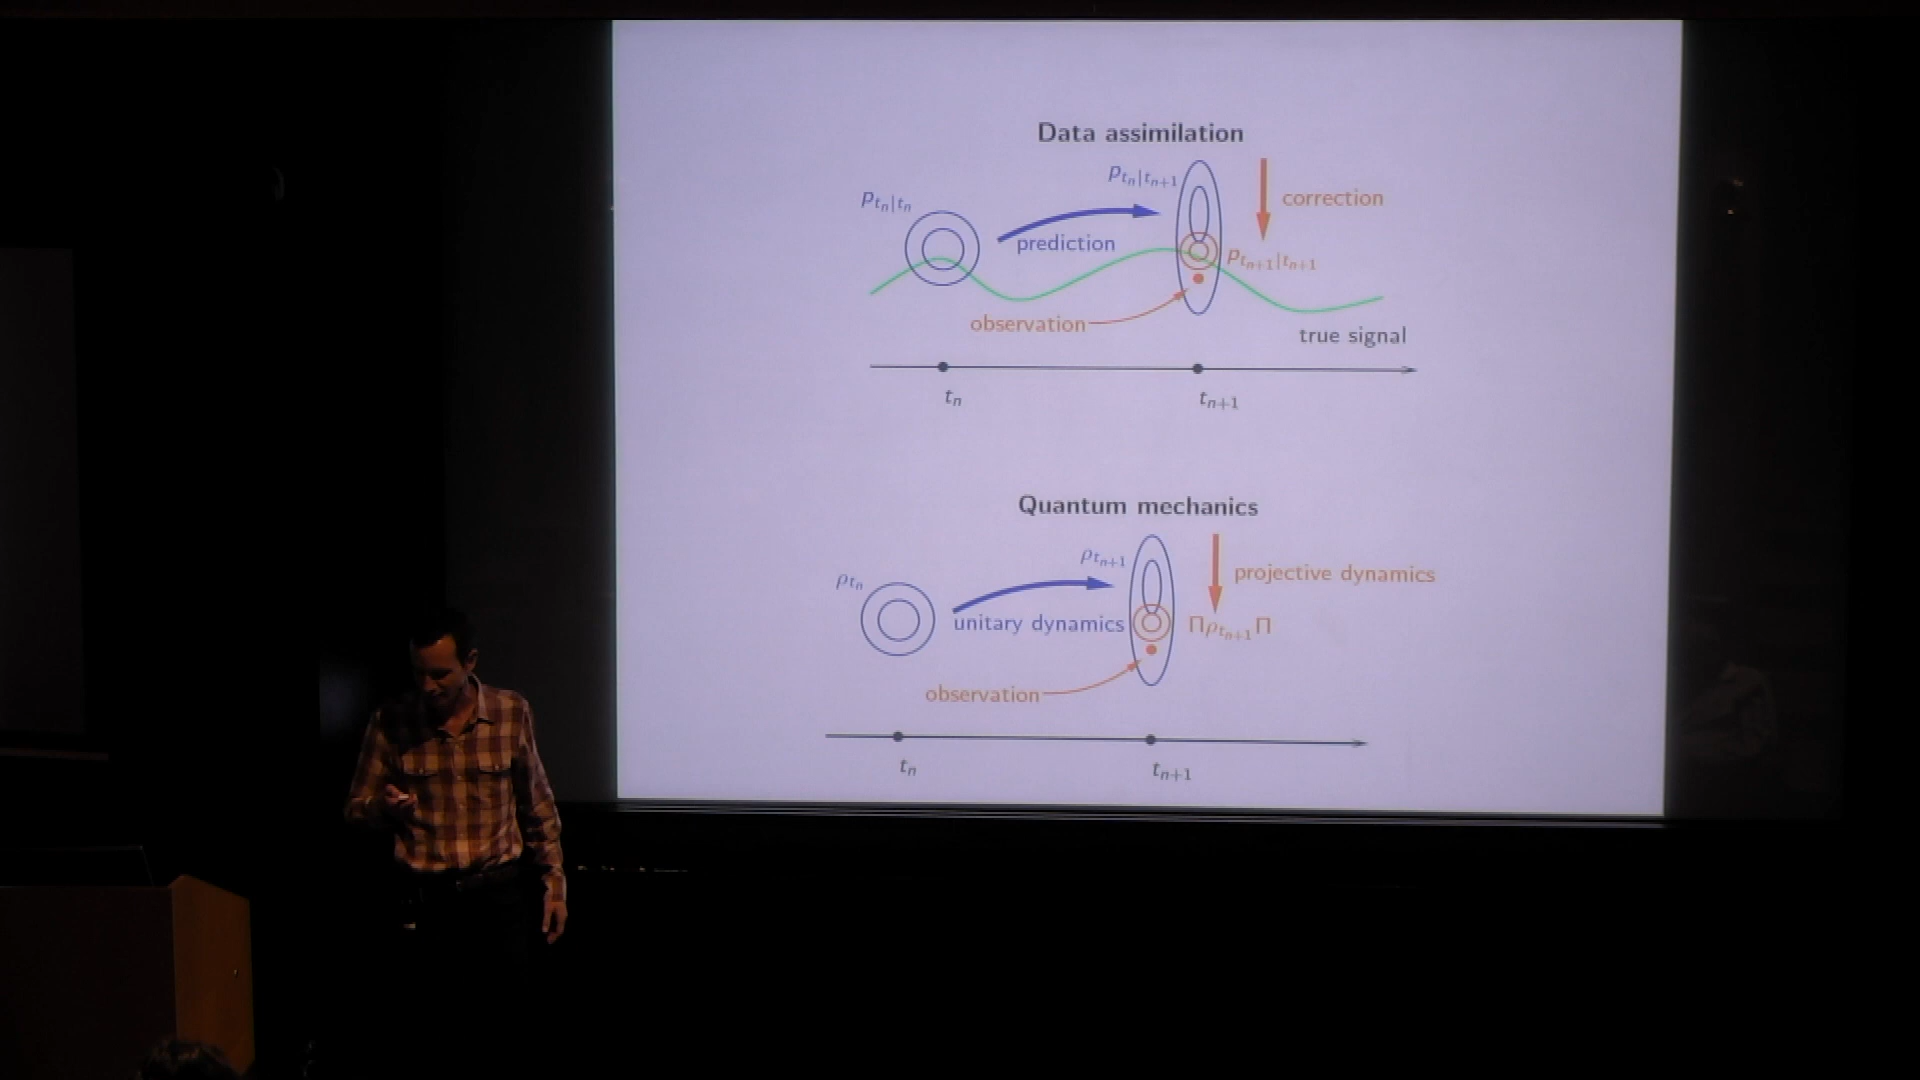 Data assimilation
p_{t_n|t_{n+1}}
correction
p_{t_n|t_n}
prediction
p_{t_{n+1}|t_{n+1}}
observation
true signal
t_n
t_{n+1}
Quantum mechanics
ρ_{t_{n+1}}
projective dynamics
ρ_{t_n}
unitary dynamics
Πρ_{t_{n+1}}Π
observation
t_n
t_{n+1}